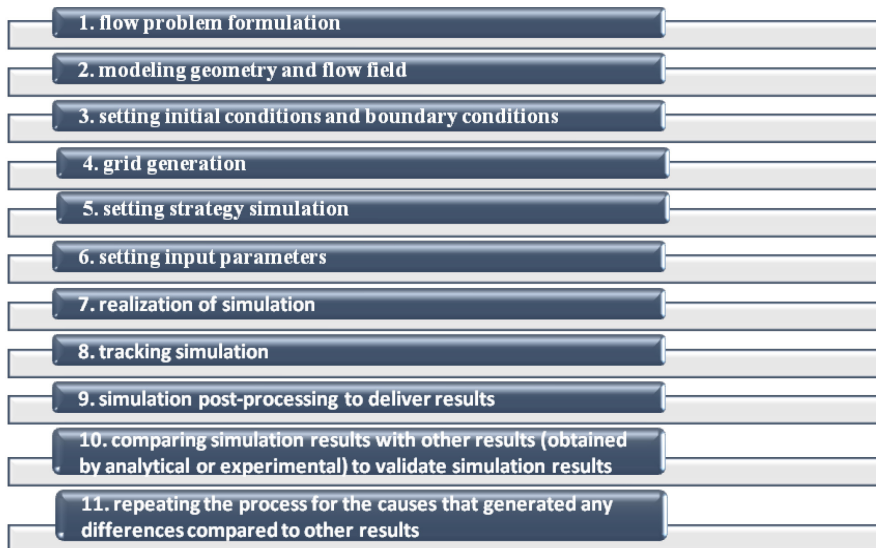 1. flow problem formulation
2. modeling geometry and flow field
3. setting initial conditions and boundary conditions
4. grid generation
5. setting strategy simulation
6. setting input parameters
7. realization of simulation
8. tracking simulation
9. simulation post-processing to deliver results
10. comparing simulation results with other results (obtained
by analytical or experimental) to validate simulation results
11. repeating the process for the causes that generated any
differences compared to other results